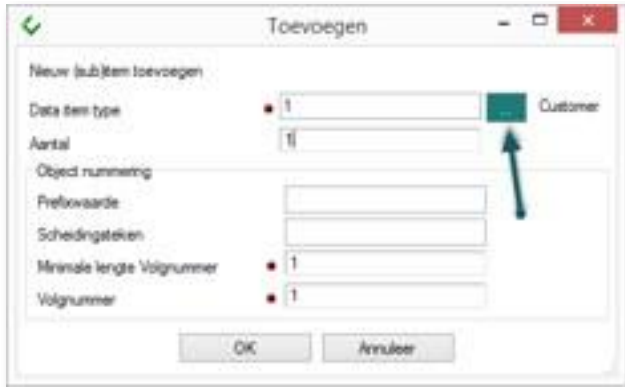 Toevoegen
Nieuw (sub)item toevoegen
Data item type 1 ... Customer
Aantal 1
Object nummering
Prefixwaarde
Scheidingsteken
Minimale lengte Volgnummer 1
Volgnummer 1
OK Annuleer